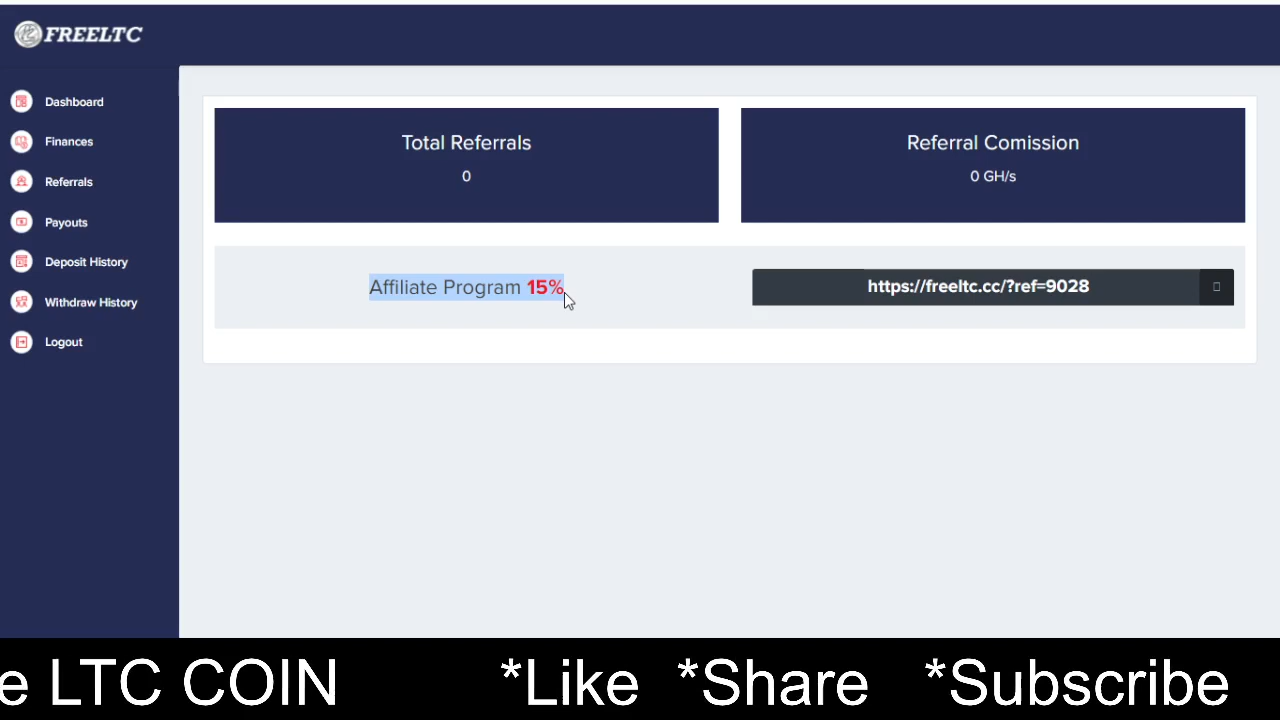 FREELTC
Dashboard
Finances
Referrals
Payouts
Deposit History
Withdraw History
Logout
Total Referrals
0
Referral Comission
0 GH/s
Affiliate Program 15%
https://freeltc.cc/?ref=9028
e LTC COIN *Like *Share *Subscribe